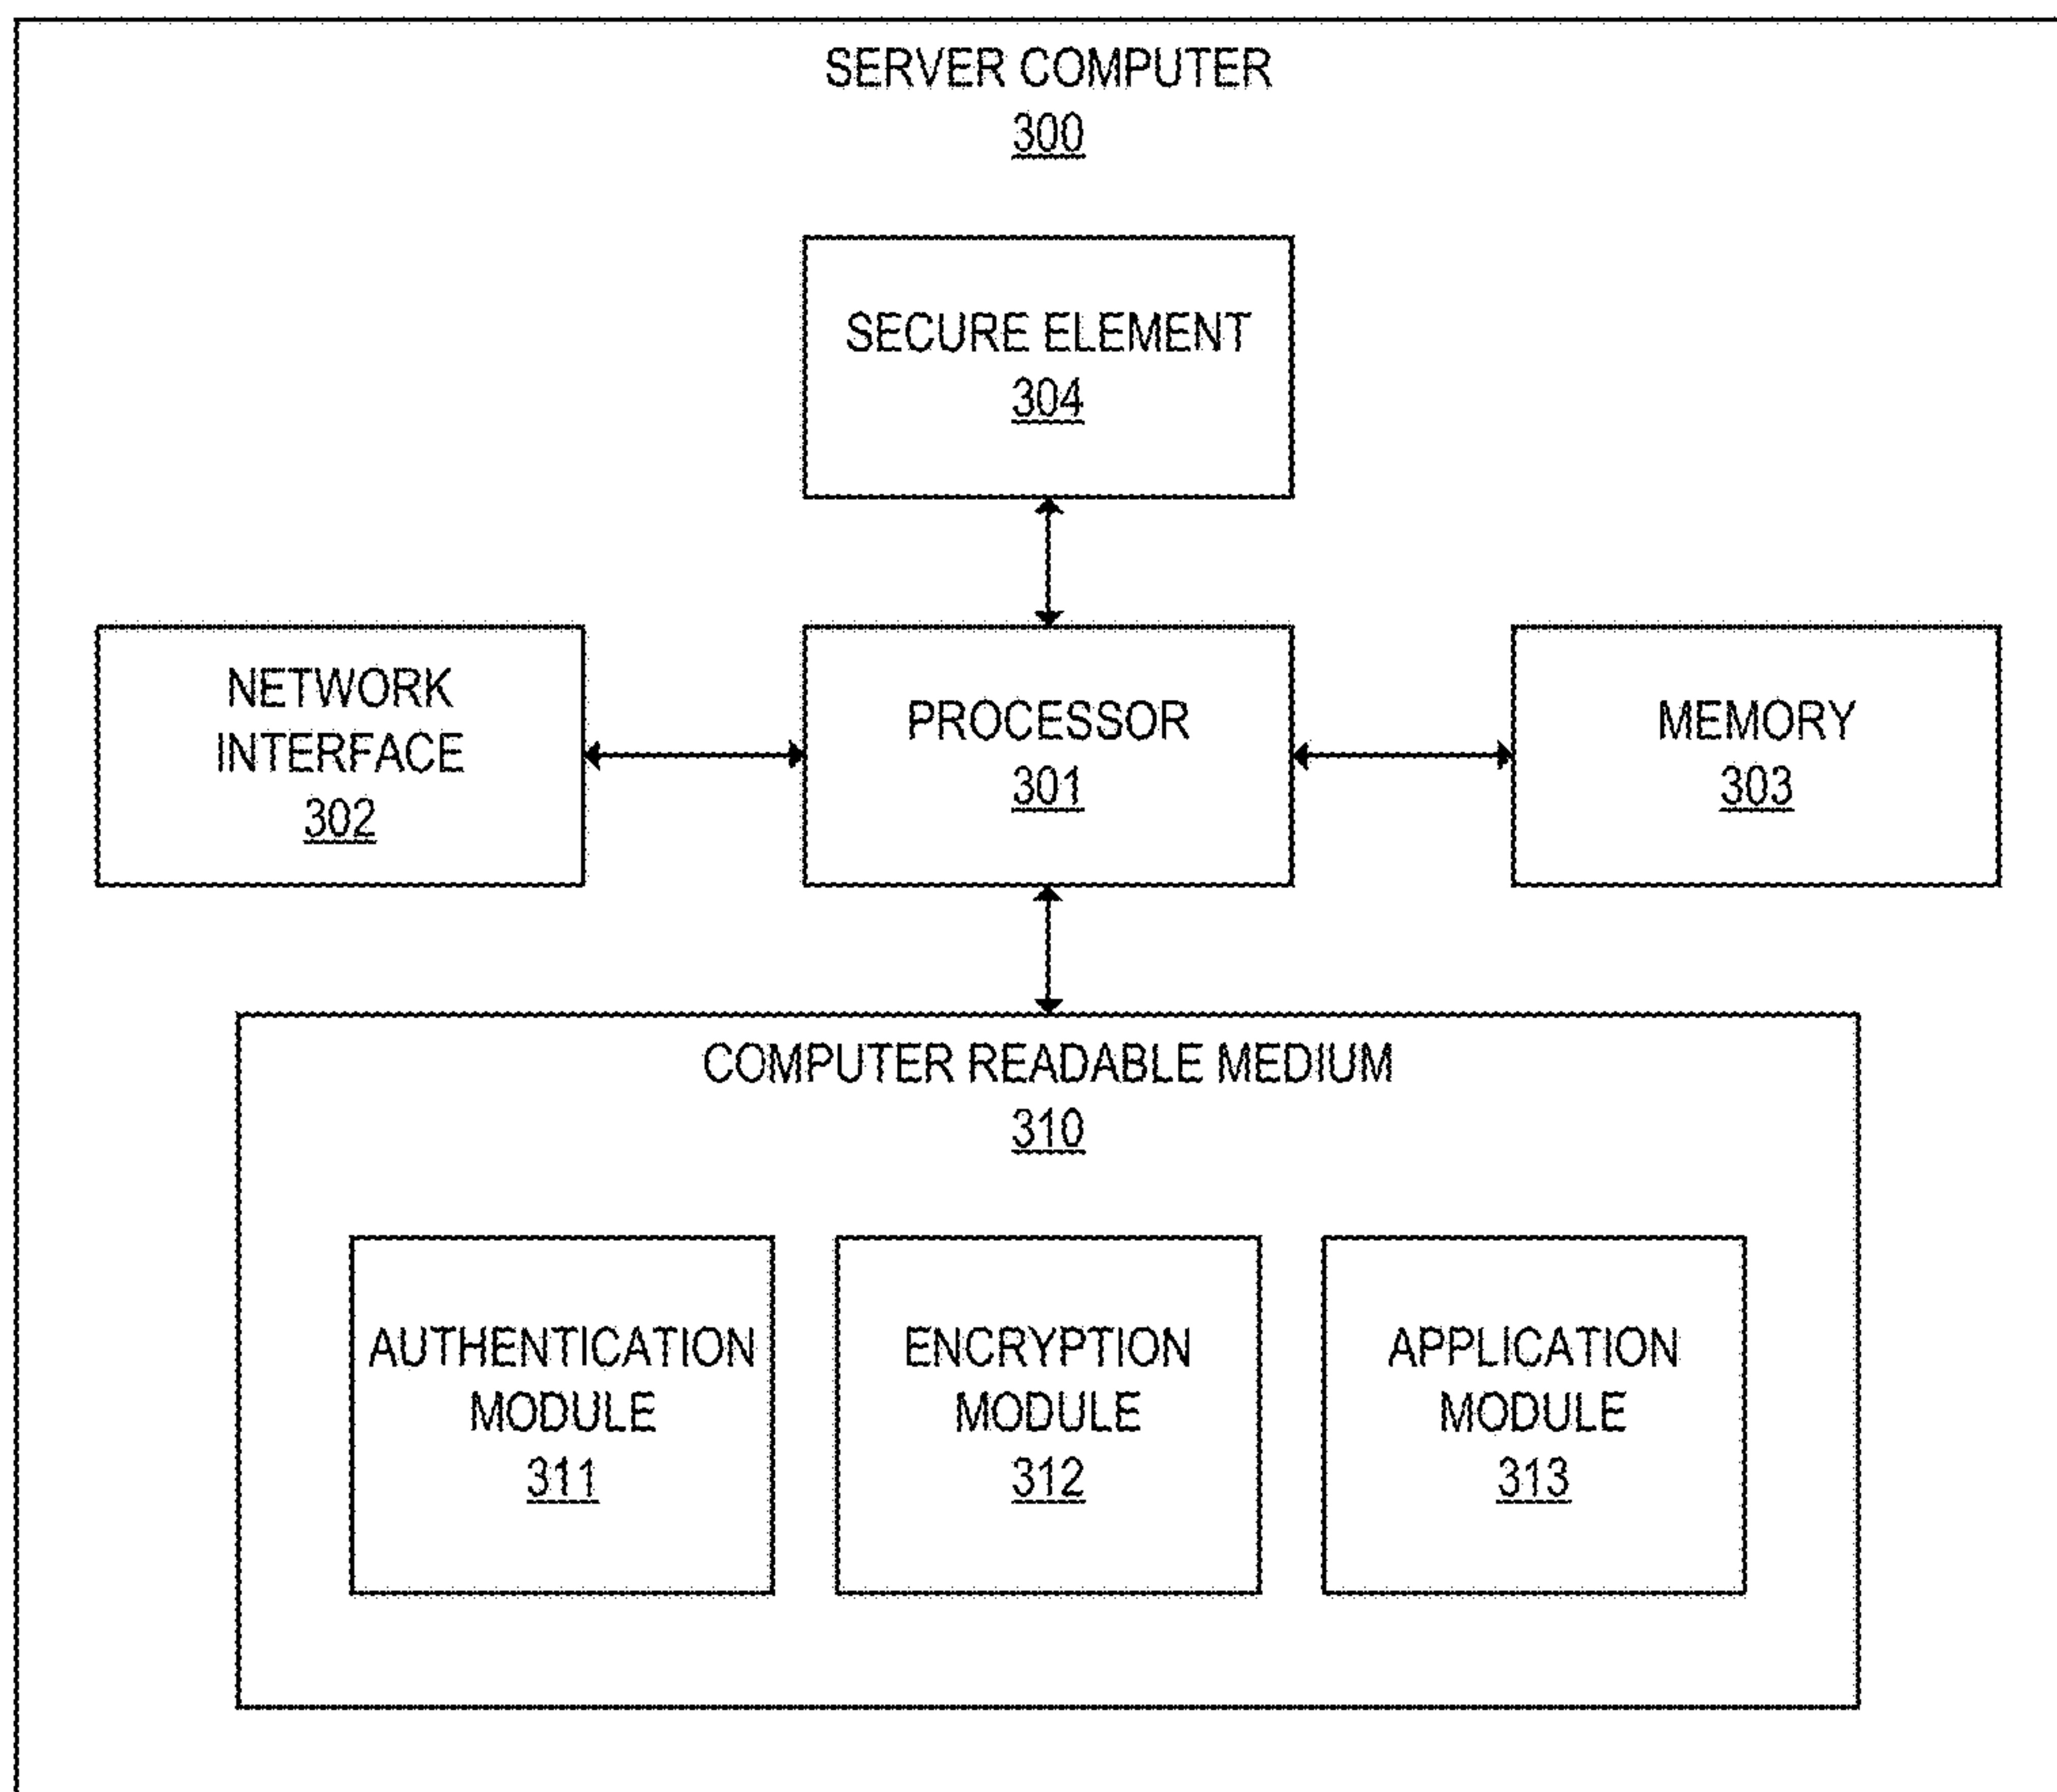 SERVER COMPUTER
300
SECURE ELEMENT
304
NETWORK
INTERFACE
302
PROCESSOR
301
MEMORY
303
COMPUTER READABLE MEDIUM
310
AUTHENTICATION
MODULE
311
ENCRYPTION
MODULE
312
APPLICATION
MODULE
313